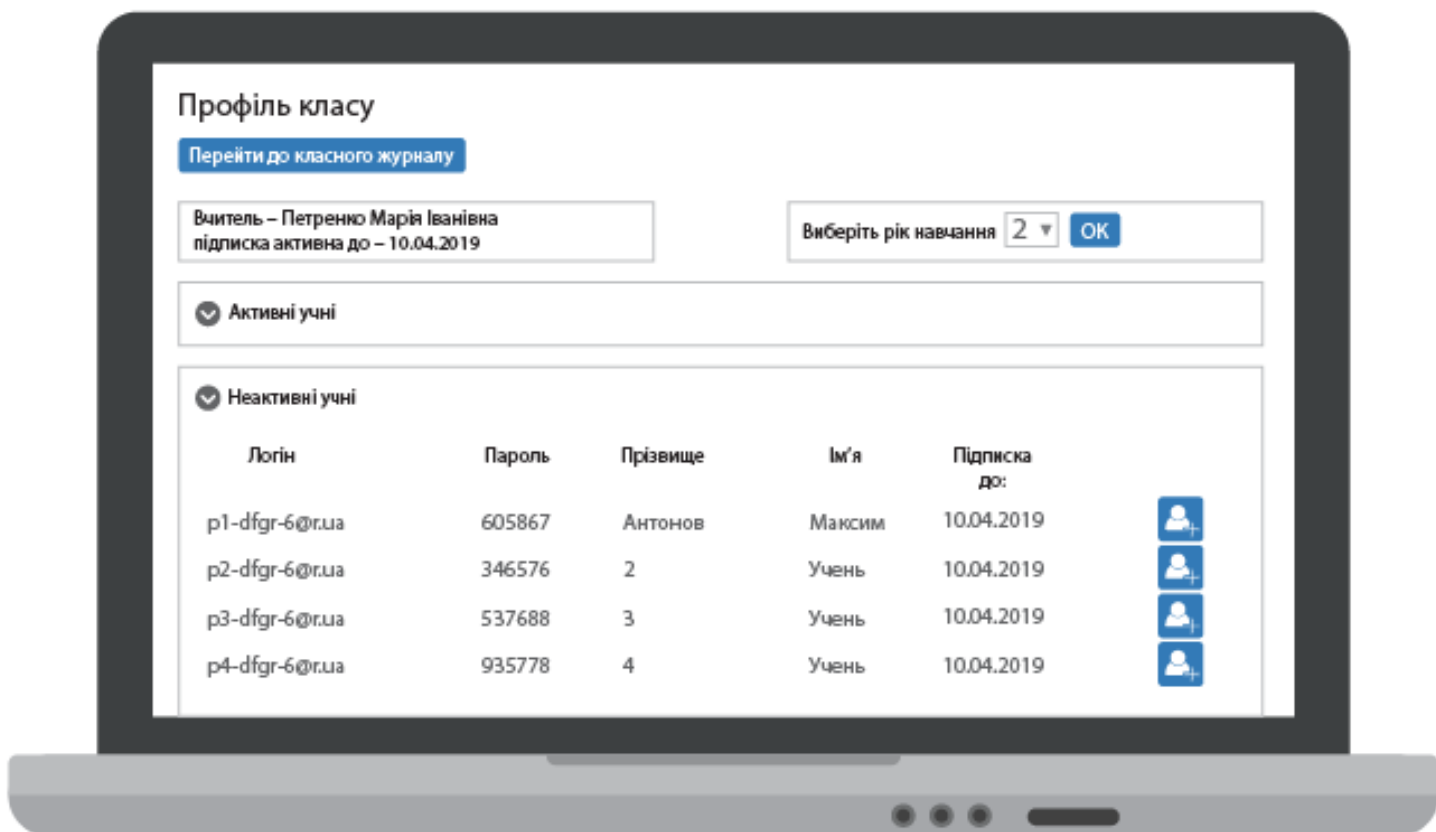 Профіль класу
Перейти до класного журналу
Вчитель – Петренко Марія Іванівна
підписка активна до – 10.04.2019
Виберіть рік навчання 2 OK
Активні учні
Неактивні учні
Логін Пароль Прізвище Ім'я Підписка
до:
p1-dfgr-6@r.ua 605867 Антонов Максим 10.04.2019
p2-dfgr-6@r.ua 346576 2 Учень 10.04.2019
p3-dfgr-6@r.ua 537688 3 Учень 10.04.2019
p4-dfgr-6@r.ua 935778 4 Учень 10.04.2019